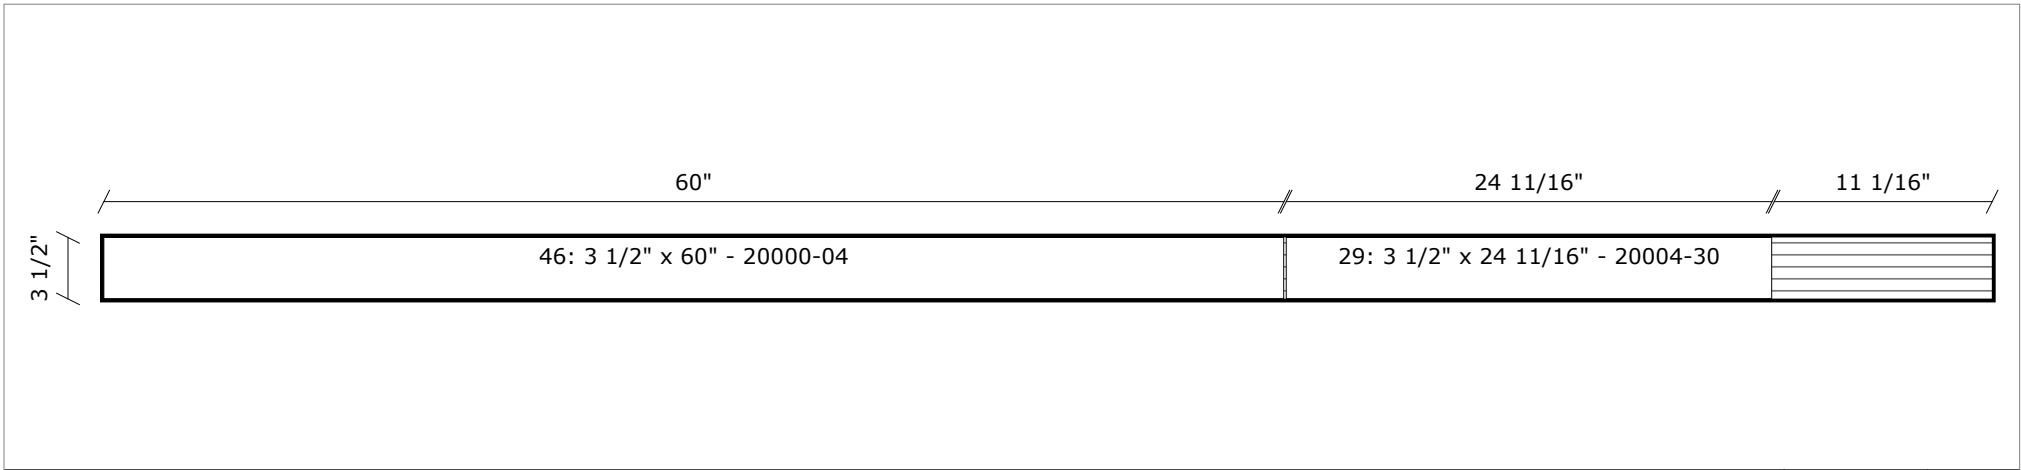 60"
24 11/16"
11 1/16"
3 1/2"
46: 3 1/2" x 60" - 20000-04
29: 3 1/2" x 24 11/16" - 20004-30